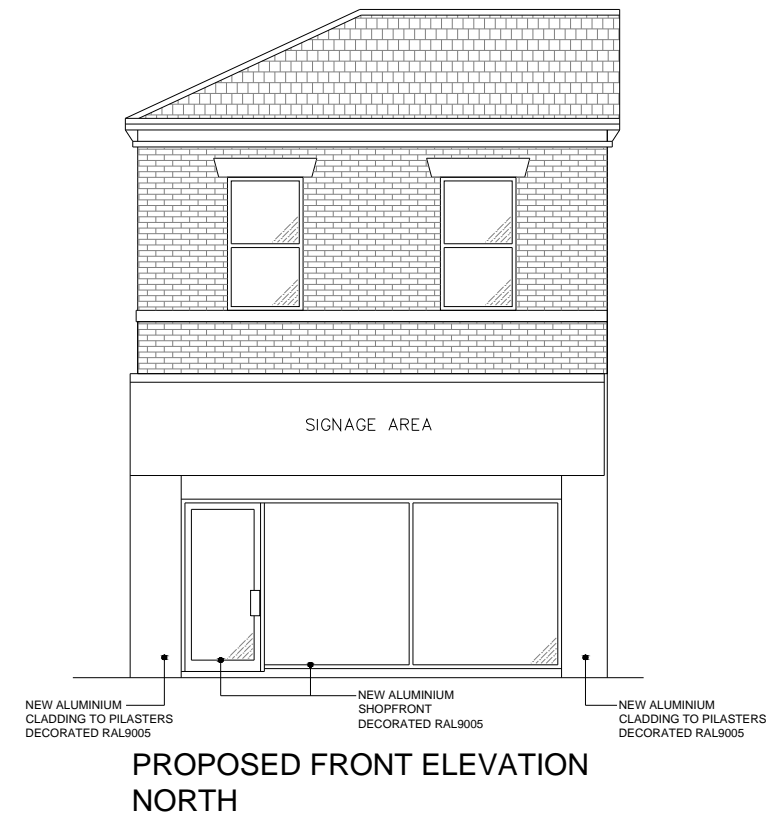 SIGNAGE AREA
NEW ALUMINIUM
CLADDING TO PILASTERS
DECORATED RAL9005
NEW ALUMINIUM
SHOPFRONT
DECORATED RAL9005
NEW ALUMINIUM
CLADDING TO PILASTERS
DECORATED RAL9005
PROPOSED FRONT ELEVATION
NORTH